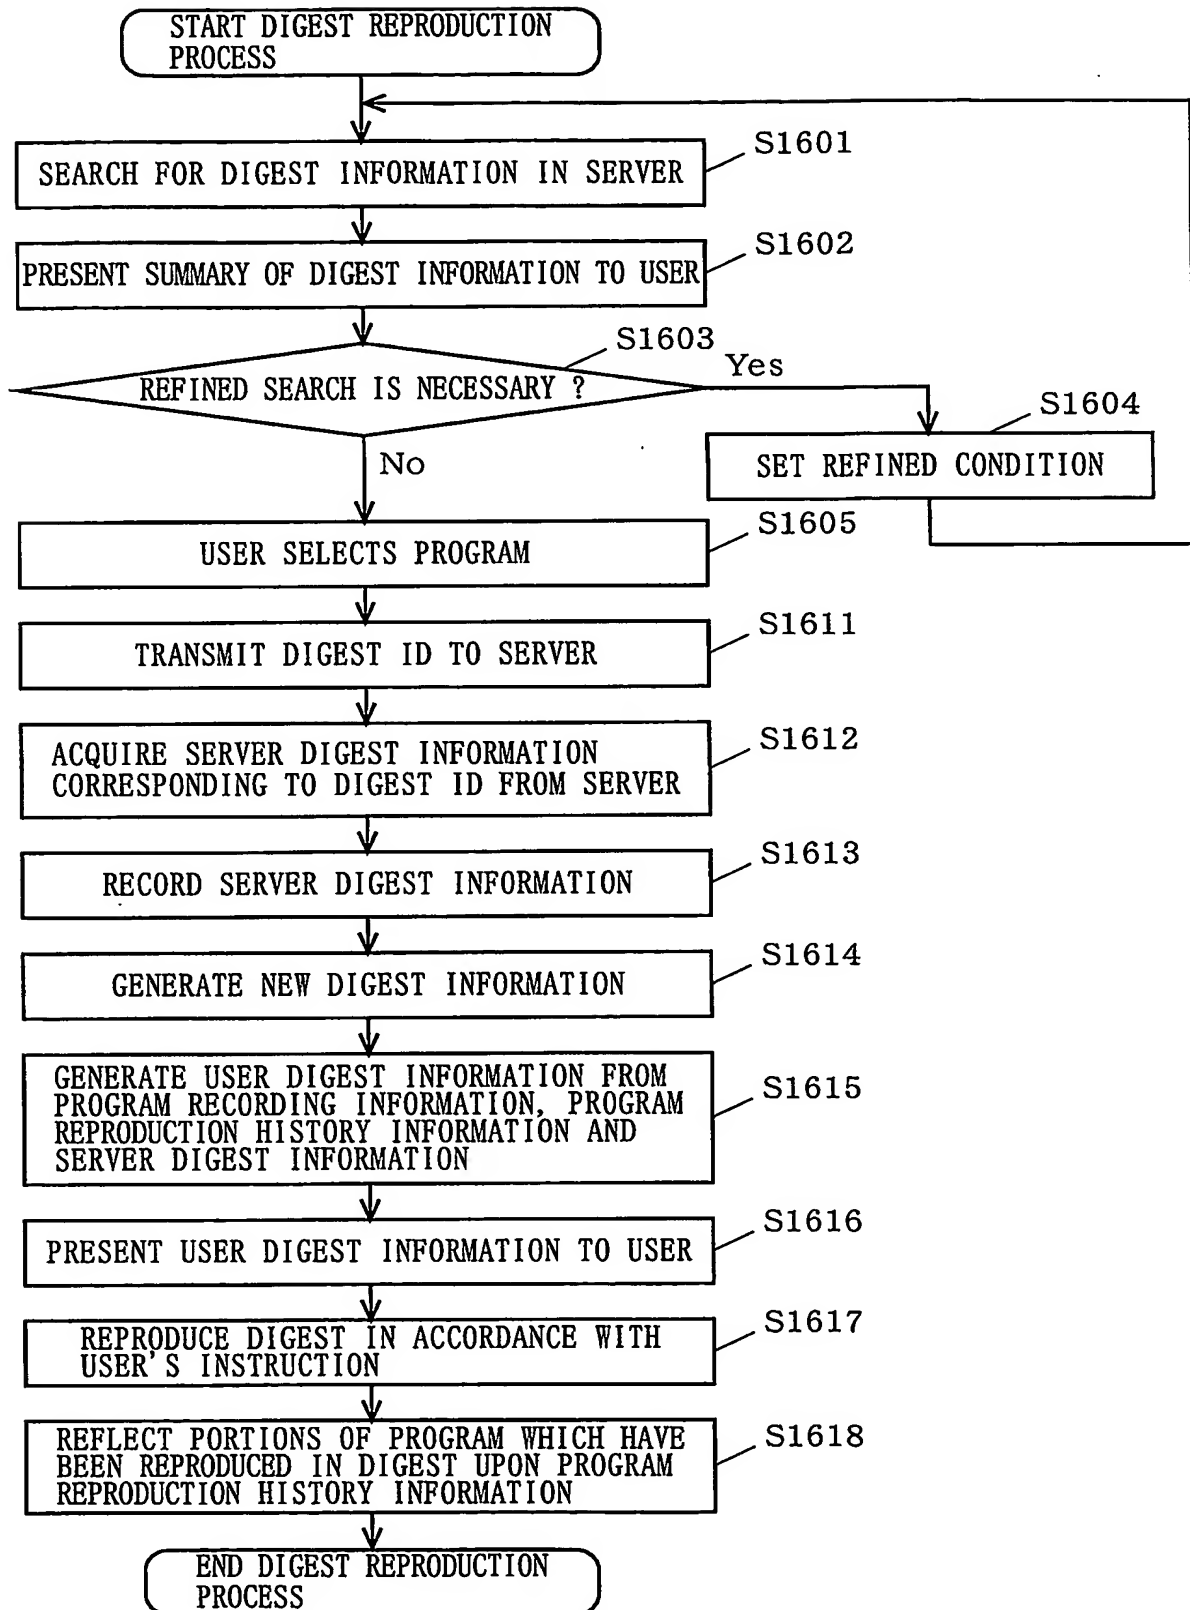 START DIGEST REPRODUCTION
PROCESS
S1601
SEARCH FOR DIGEST INFORMATION IN SERVER
S1602
PRESENT SUMMARY OF DIGEST INFORMATION TO USER
S1603
REFINED SEARCH IS NECESSARY ?
Yes
S1604
SET REFINED CONDITION
No
S1605
USER SELECTS PROGRAM
S1611
TRANSMIT DIGEST ID TO SERVER
S1612
ACQUIRE SERVER DIGEST INFORMATION
CORRESPONDING TO DIGEST ID FROM SERVER
S1613
RECORD SERVER DIGEST INFORMATION
S1614
GENERATE NEW DIGEST INFORMATION
S1615
GENERATE USER DIGEST INFORMATION FROM
PROGRAM RECORDING INFORMATION, PROGRAM
REPRODUCTION HISTORY INFORMATION AND
SERVER DIGEST INFORMATION
S1616
PRESENT USER DIGEST INFORMATION TO USER
S1617
REPRODUCE DIGEST IN ACCORDANCE WITH
USER'S INSTRUCTION
S1618
REFLECT PORTIONS OF PROGRAM WHICH HAVE
BEEN REPRODUCED IN DIGEST UPON PROGRAM
REPRODUCTION HISTORY INFORMATION
END DIGEST REPRODUCTION
PROCESS